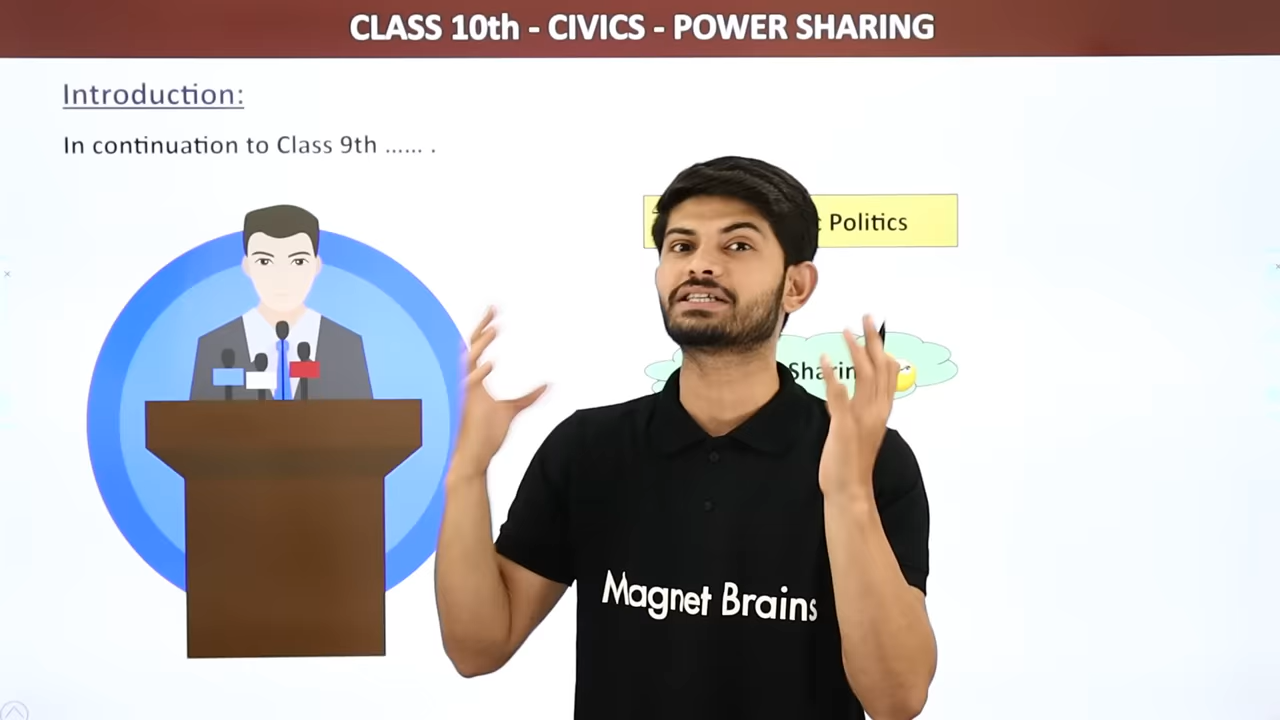 CLASS 10th - CIVICS - POWER SHARING
Introduction:
In continuation to Class 9th ...... .
Politics
Magnet Brains